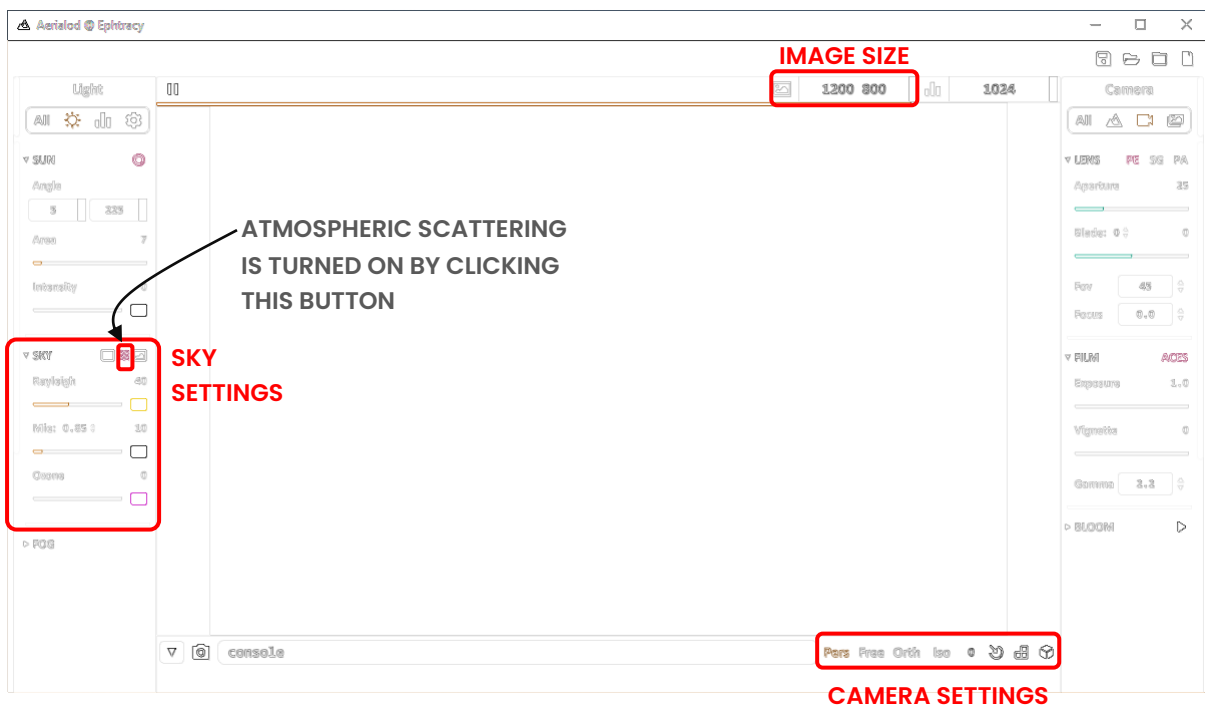 Aerialod @ Ephtracy
IMAGE SIZE
Light
1200 800
1024
Camera
All
All
SUN
LENS PE SG PA
Angle
Aperture 25
5 225
ATMOSPHERIC SCATTERING
IS TURNED ON BY CLICKING
THIS BUTTON
Area 7
Blade: 0 0
Intensity
Fov 45
Focus 0.0
SKY
SKY
SETTINGS
FILM ACES
Rayleigh 40
Exposure 1.0
Mie: 0.85 10
Vignette 0
Ozone 0
Gamma 2.2
BLOOM
FOG
console
Pers Free Orth Iso 0
CAMERA SETTINGS